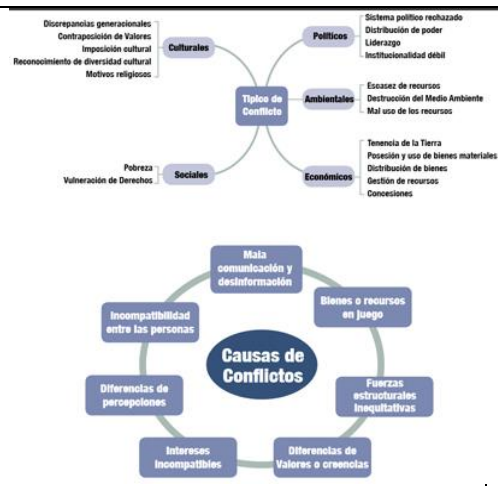 Discrepancias generacionales
Contraposición de Valores
Imposición cultural
Reconocimiento de diversidad cultural
Motivos religiosos
Culturales
Pobreza
Vulneración de Derechos
Sociales
Típico de
Conflicto
Políticos
Sistema político rechazado
Distribución de poder
Liderazgo
Institucionalidad débil
Ambientales
Escasez de recursos
Destrucción del Medio Ambiente
Mal uso de los recursos
Económicos
Tenencia de la Tierra
Posesión y uso de bienes materiales
Distribución de bienes
Gestión de recursos
Concesiones
Mala
comunicación y
desinformación
Bienes o recursos
en juego
Fuerzas
estructurales
inequitativas
Diferencias de
Valores o creencias
Intereses
incompatibles
Diferencias de
percepciones
Incompatibilidad
entre las personas
Causas de
Conflictos